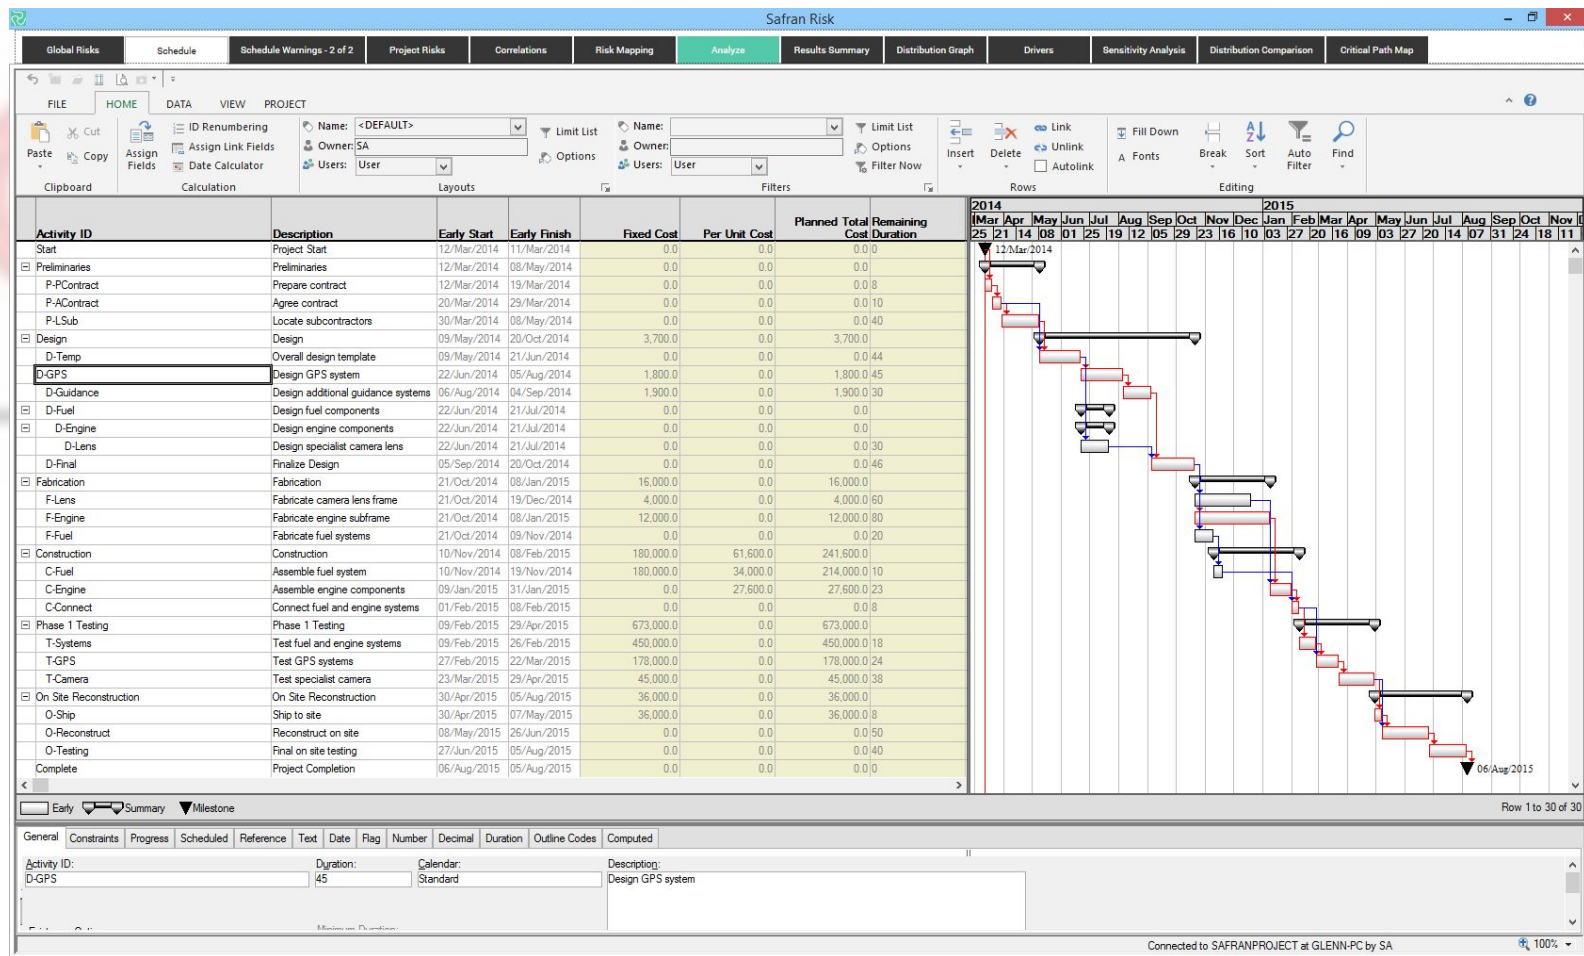 Safran Risk
Global Risks Schedule Schedule Warnings - 2 of 2 Project Risks Correlations Risk Mapping Analyze Results Summary Distribution Graph Drivers Sensitivity Analysis Distribution Comparison Critical Path Map
FILE HOME DATA VIEW PROJECT
Paste Cut Copy Clipboard
Assign Fields ID Renumbering Assign Link Fields Date Calculator Calculation
Name: <DEFAULT> Owner: SA Users: User Limit List Options Layouts
Name: Owner: Users: User Limit List Options Filter Now Filters
Insert Delete Link Unlink Autolink Rows
Fill Down Fonts Break Sort Auto Filter Find Editing
Activity ID Description Early Start Early Finish Fixed Cost Per Unit Cost Planned Total Cost Remaining Duration
2014 2015
Mar Apr May Jun Jul Aug Sep Oct Nov Dec Jan Feb Mar Apr May Jun Jul Aug Sep Oct Nov
25 21 14 08 01 25 19 12 05 29 23 16 10 03 27 20 16 09 03 27 20 14 07 31 24 18 11
Start Project Start 12/Mar/2014 11/Mar/2014 0.0 0.0 0.0 0 12/Mar/2014
Preliminaries Preliminaries 12/Mar/2014 08/May/2014 0.0 0.0 0.0
P-PContract Prepare contract 12/Mar/2014 19/Mar/2014 0.0 0.0 0.0 8
P-AContract Agree contract 20/Mar/2014 29/Mar/2014 0.0 0.0 0.0 10
P-LSub Locate subcontractors 30/Mar/2014 08/May/2014 0.0 0.0 0.0 40
Design Design 09/May/2014 20/Oct/2014 3,700.0 0.0 3,700.0
D-Temp Overall design template 09/May/2014 21/Jun/2014 0.0 0.0 0.0 44
D-GPS Design GPS system 22/Jun/2014 05/Aug/2014 1,800.0 0.0 1,800.0 45
D-Guidance Design additional guidance systems 06/Aug/2014 04/Sep/2014 1,900.0 0.0 1,900.0 30
D-Fuel Design fuel components 22/Jun/2014 21/Jul/2014 0.0 0.0 0.0
D-Engine Design engine components 22/Jun/2014 21/Jul/2014 0.0 0.0 0.0
D-Lens Design specialist camera lens 22/Jun/2014 21/Jul/2014 0.0 0.0 0.0 30
D-Final Finalize Design 05/Sep/2014 20/Oct/2014 0.0 0.0 0.0 46
Fabrication Fabrication 21/Oct/2014 08/Jan/2015 16,000.0 0.0 16,000.0
F-Lens Fabricate camera lens frame 21/Oct/2014 19/Dec/2014 4,000.0 0.0 4,000.0 60
F-Engine Fabricate engine subframe 21/Oct/2014 08/Jan/2015 12,000.0 0.0 12,000.0 80
F-Fuel Fabricate fuel systems 21/Oct/2014 09/Nov/2014 0.0 0.0 0.0 20
Construction Construction 10/Nov/2014 08/Feb/2015 180,000.0 61,600.0 241,600.0
C-Fuel Assemble fuel system 10/Nov/2014 19/Nov/2014 180,000.0 34,000.0 214,000.0 10
C-Engine Assemble engine components 09/Jan/2015 31/Jan/2015 0.0 27,600.0 27,600.0 23
C-Connect Connect fuel and engine systems 01/Feb/2015 08/Feb/2015 0.0 0.0 0.0 8
Phase 1 Testing Phase 1 Testing 09/Feb/2015 29/Apr/2015 673,000.0 0.0 673,000.0
T-Systems Test fuel and engine systems 09/Feb/2015 26/Feb/2015 450,000.0 0.0 450,000.0 18
T-GPS Test GPS systems 27/Feb/2015 22/Mar/2015 178,000.0 0.0 178,000.0 24
T-Camera Test specialist camera 23/Mar/2015 29/Apr/2015 45,000.0 0.0 45,000.0 38
On Site Reconstruction On Site Reconstruction 30/Apr/2015 05/Aug/2015 36,000.0 0.0 36,000.0
O-Ship Ship to site 30/Apr/2015 07/May/2015 36,000.0 0.0 36,000.0 8
O-Reconstruct Reconstruct on site 08/May/2015 26/Jun/2015 0.0 0.0 0.0 50
O-Testing Final on site testing 27/Jun/2015 05/Aug/2015 0.0 0.0 0.0 40
Complete Project Completion 06/Aug/2015 05/Aug/2015 0.0 0.0 0.0 0 06/Aug/2015
Early Summary Milestone Row 1 to 30 of 30
General Constraints Progress Scheduled Reference Text Date Flag Number Decimal Duration Outline Codes Computed
Activity ID: Duration: Calendar: Description:
D-GPS 45 Standard Design GPS system
Connected to SAFRANPROJECT at GLENN-PC by SA 100%